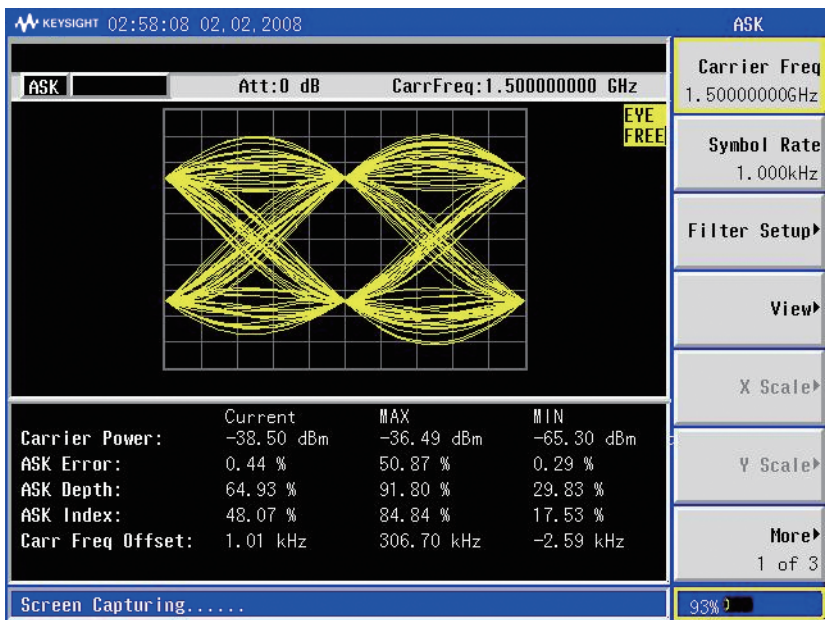 KEYSIGHT 02:58:08 02,02,2008
ASK
ASK
Att:0 dB
CarrFreq:1.500000000 GHz
EYE
FREE
Carrier Freq
1.50000000GHz
Symbol Rate
1.000kHz
Filter Setup
View
X Scale
Y Scale
More
1 of 3
Current MAX MIN
Carrier Power: -38.50 dBm -36.49 dBm -65.30 dBm
ASK Error: 0.44 % 50.87 % 0.29 %
ASK Depth: 64.93 % 91.80 % 29.83 %
ASK Index: 48.07 % 84.84 % 17.53 %
Carr Freq Offset: 1.01 kHz 306.70 kHz -2.59 kHz
Screen Capturing......
93%